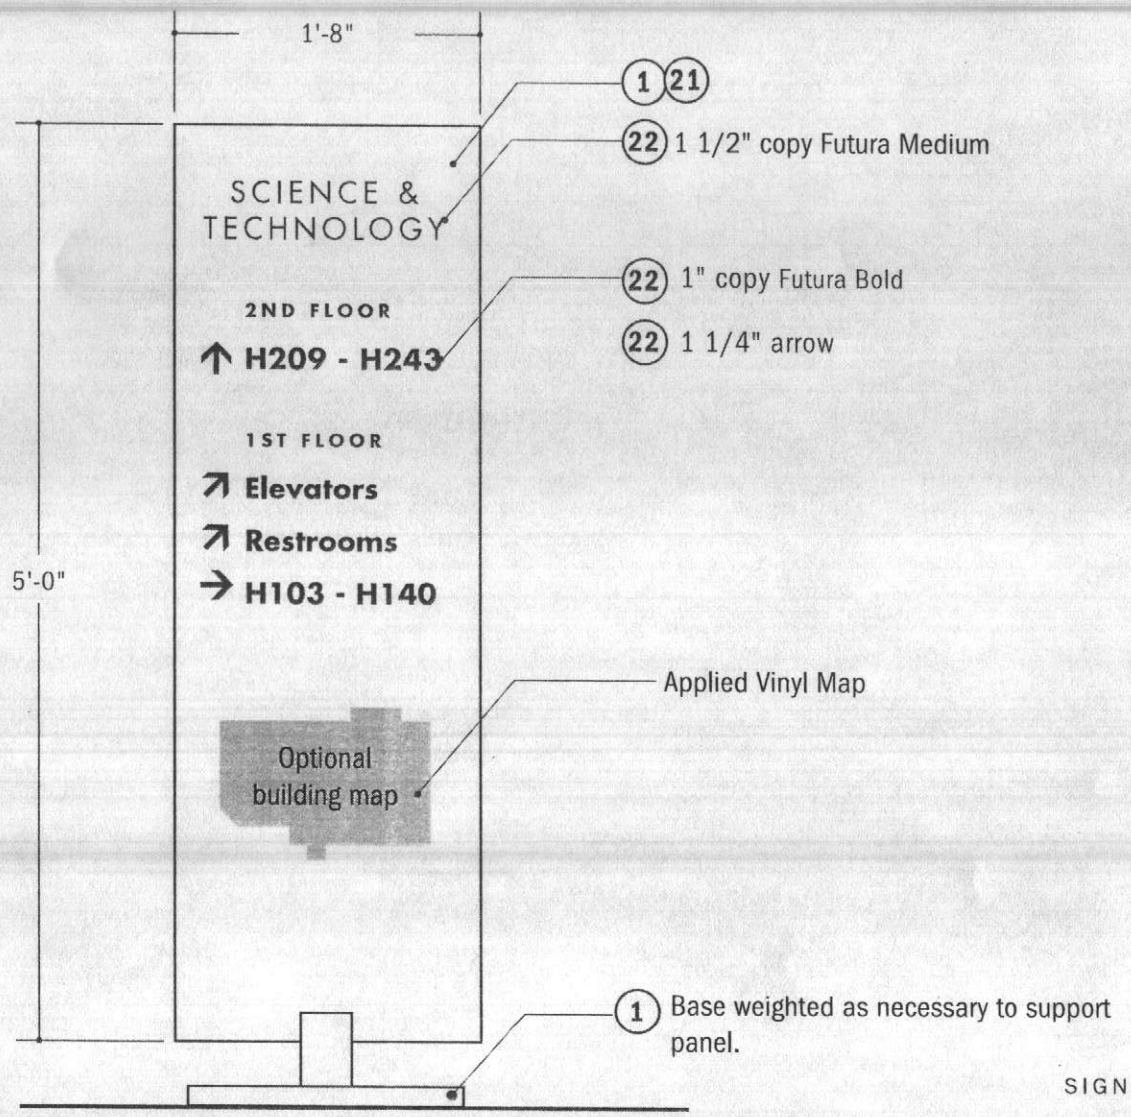 1'-8"
1 21
22 1 1/2" copy Futura Medium
SCIENCE &
TECHNOLOGY
22 1" copy Futura Bold
2ND FLOOR
22 1 1/4" arrow
↑ H209 - H243
1ST FLOOR
↗ Elevators
↗ Restrooms
5'-0"
→ H103 - H140
Applied Vinyl Map
Optional
building map
1 Base weighted as necessary to support
panel.
SIGN